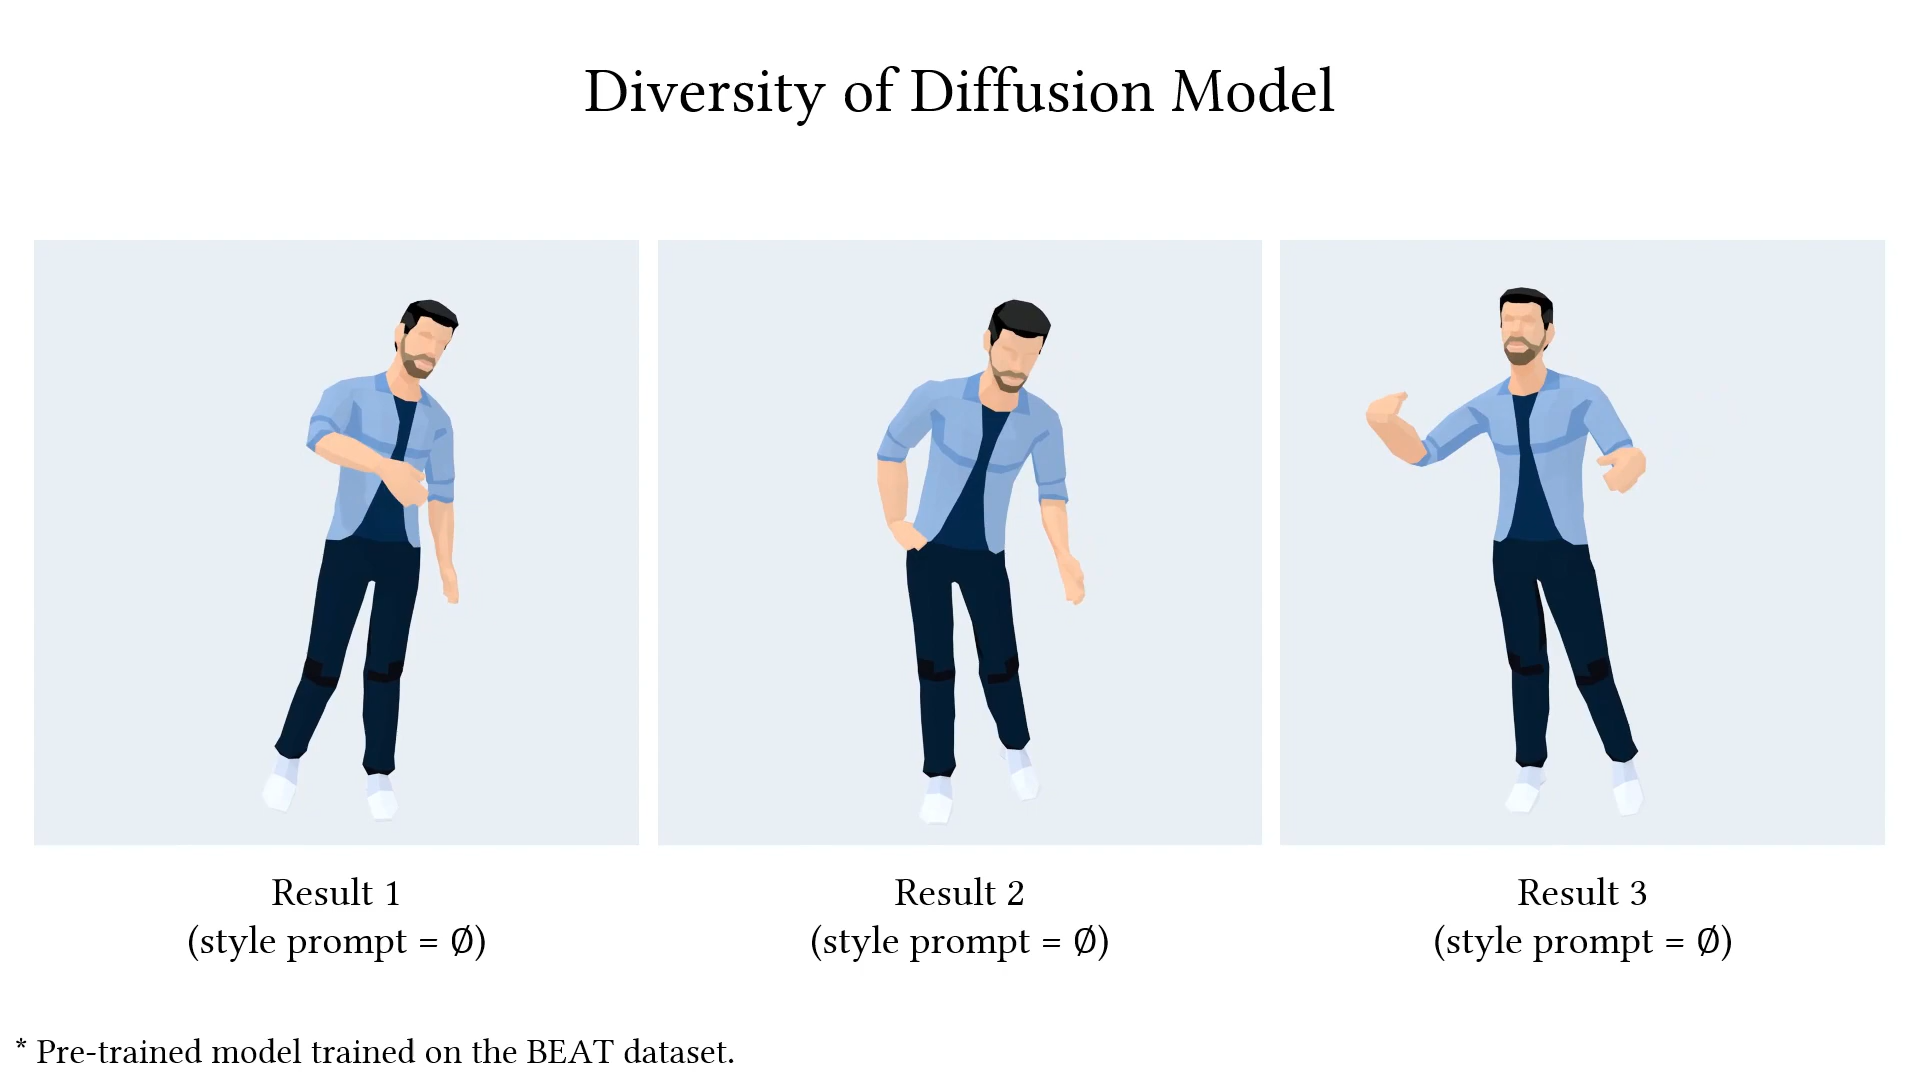 Diversity of Diffusion Model
Result 1
(style prompt = ∅)
Result 2
(style prompt = ∅)
Result 3
(style prompt = ∅)
* Pre-trained model trained on the BEAT dataset.